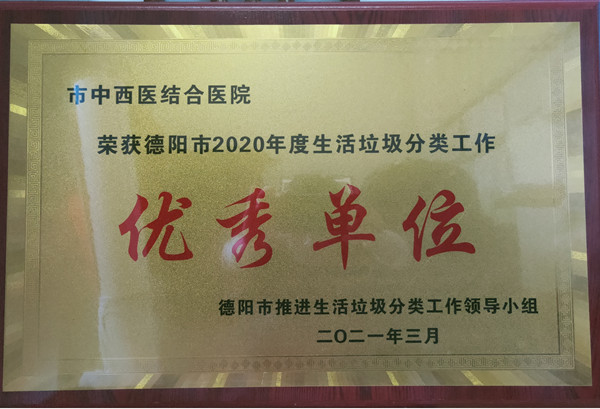 市中西医结合医院
荣获德阳市2020年度生活垃圾分类工作
优秀单位
德阳市推进生活垃圾分类工作领导小组
二〇二一年三月